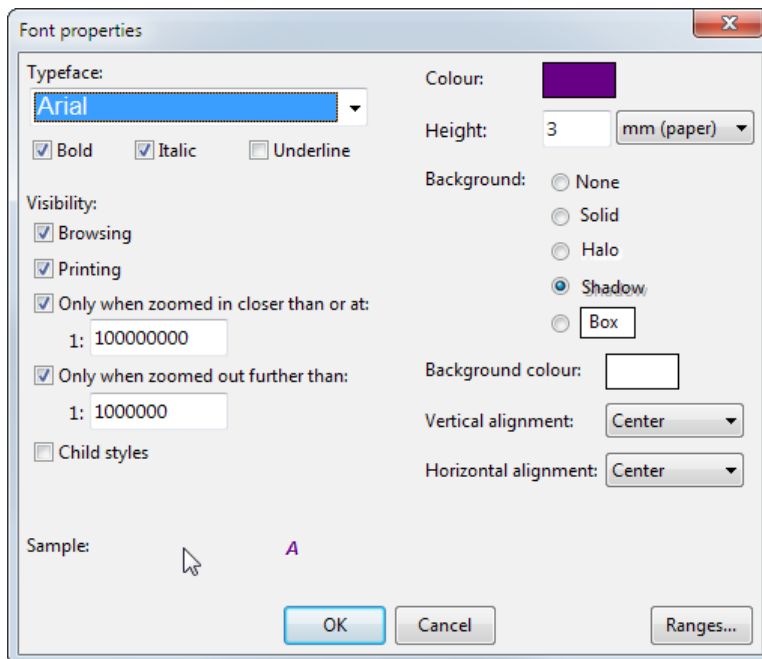 Font properties
Typeface:
Arial
Bold Italic Underline
Visibility:
Browsing
Printing
Only when zoomed in closer than or at:
1: 100000000
Only when zoomed out further than:
1: 1000000
Child styles
Colour:
Height: 3 mm (paper)
Background: None
Solid
Halo
Shadow
Box
Background colour:
Vertical alignment: Center
Horizontal alignment: Center
Sample: A
OK Cancel Ranges...